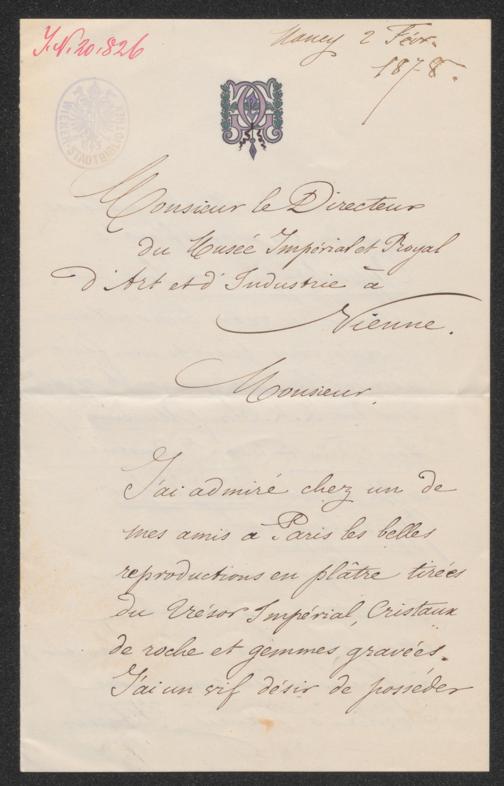 J.N. 20.826
Nancy 2 Févr.
1878.
WIENER-STADTBIBLIOTHEK
Monsieur le Directeur
du Musée Impérial et Royal
d'Art et d'Industrie à
Vienne.
Monsieur,
J'ai admiré chez un de
mes amis à Paris les belles
reproductions en plâtre tirées
du Trésor Impérial, Cristaux
de roche et gemmes gravées.
J'ai un vif désir de posséder